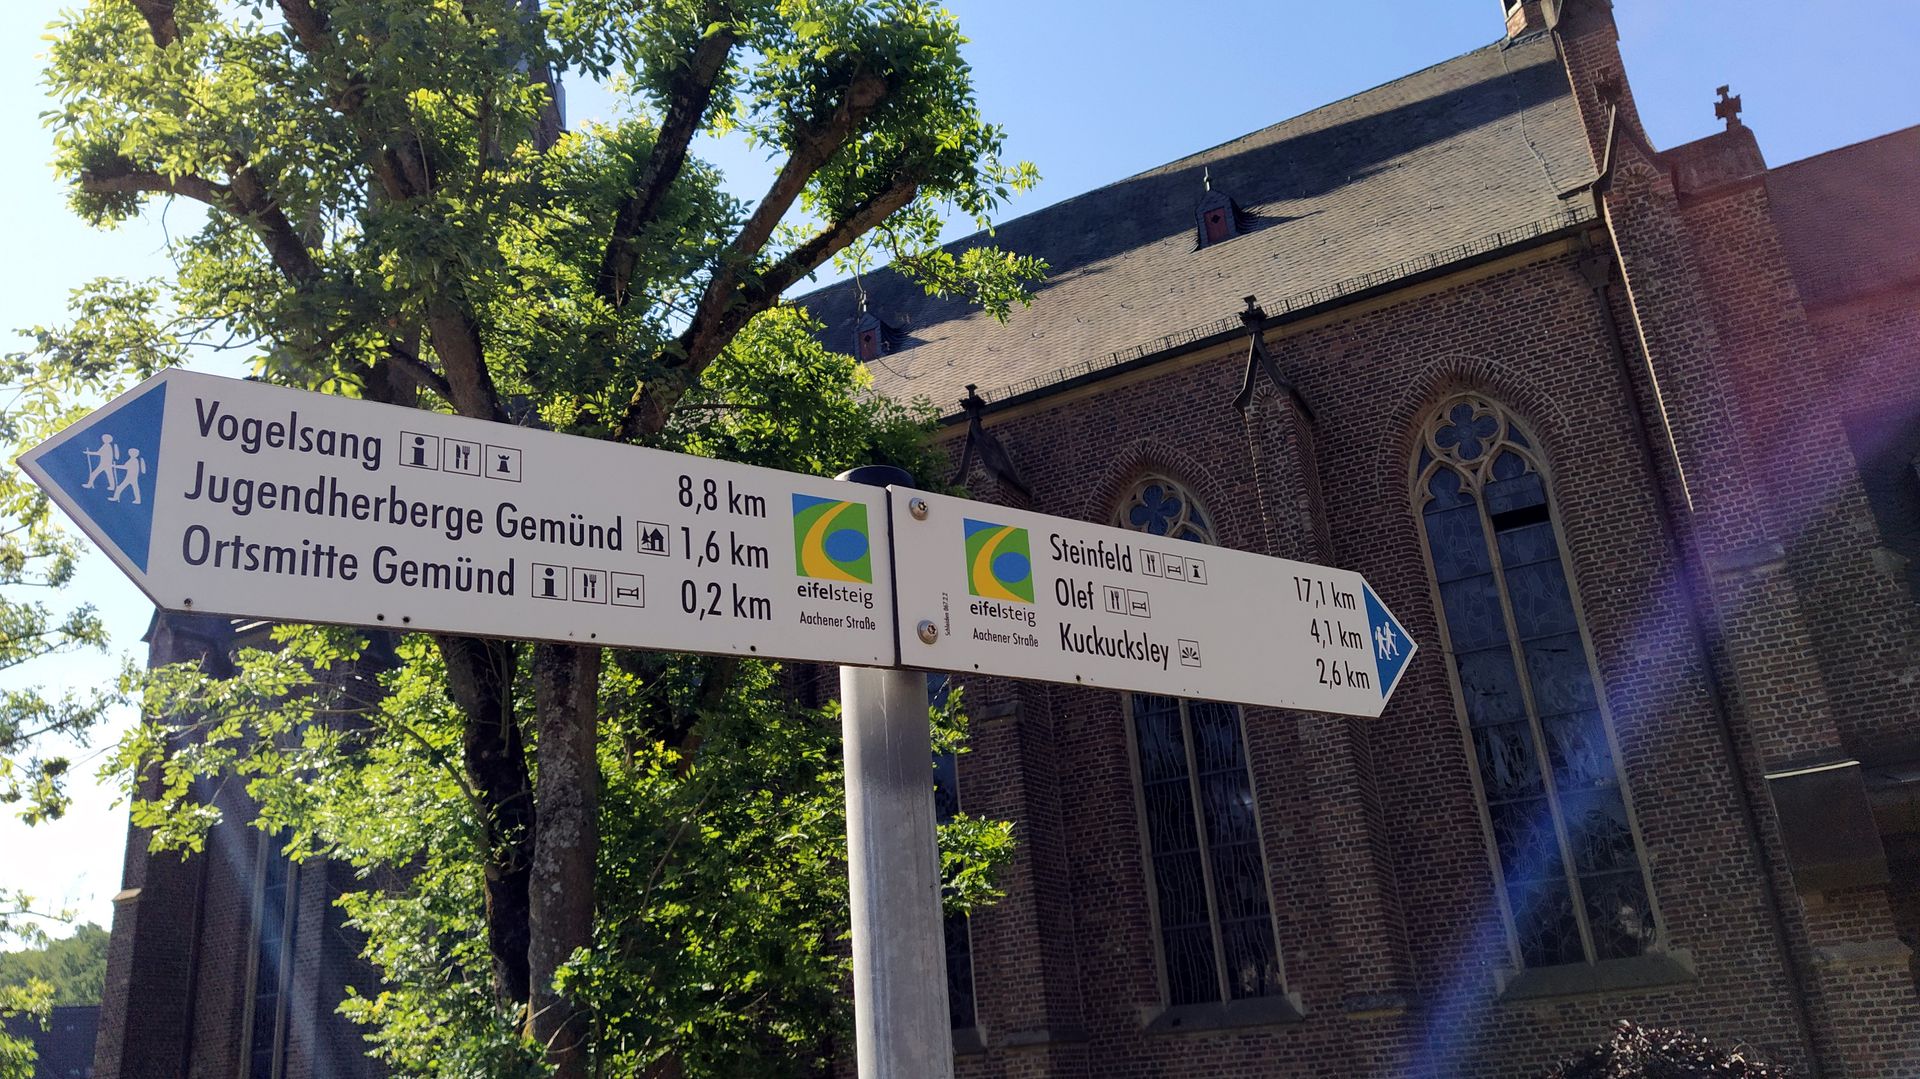 Vogelsang 8,8 km
Jugendherberge Gemünd 1,6 km
Ortsmitte Gemünd 0,2 km
eifelsteig
Aachener Straße
eifelsteig
Aachener Straße
Steinfeld 17,1 km
Olef 4,1 km
Kuckucksley 2,6 km